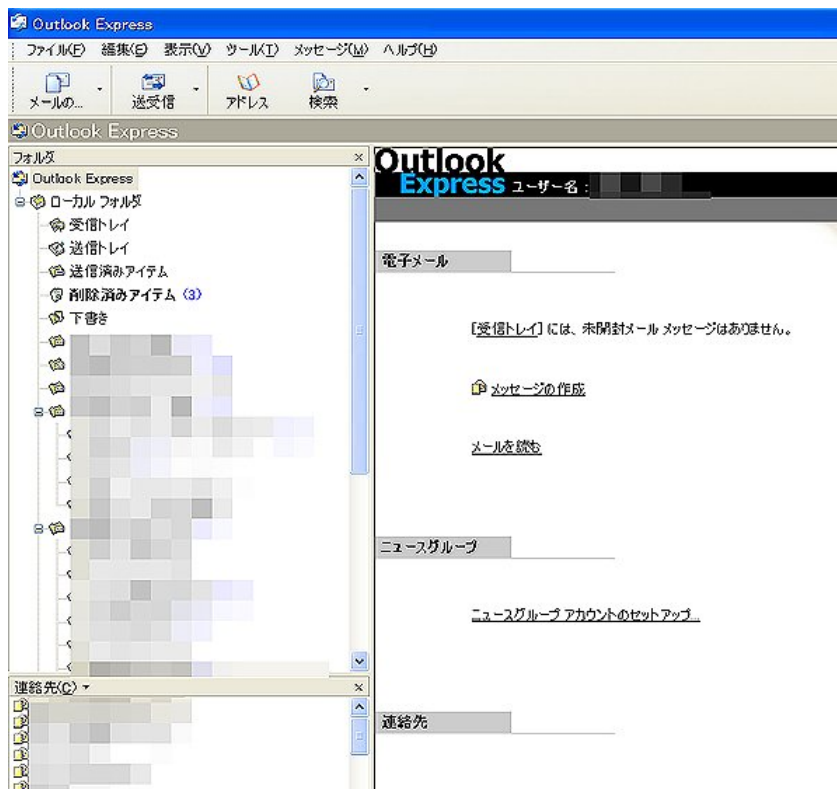 Outlook Express
ファイル(F) 編集(E) 表示(V) ツール(T) メッセージ(M) ヘルプ(H)
メールの... 送受信 アドレス 検索
Outlook Express
フォルダ ×
Outlook Express
ローカル フォルダ
受信トレイ
送信トレイ
送信済みアイテム
削除済みアイテム (3)
下書き
連絡先(C) ×
Outlook
Express ユーザー名 :
電子メール
[受信トレイ] には、未開封メール メッセージはありません。
メッセージの作成
メールを読む
ニュースグループ
ニュースグループ アカウントのセットアップ...
連絡先